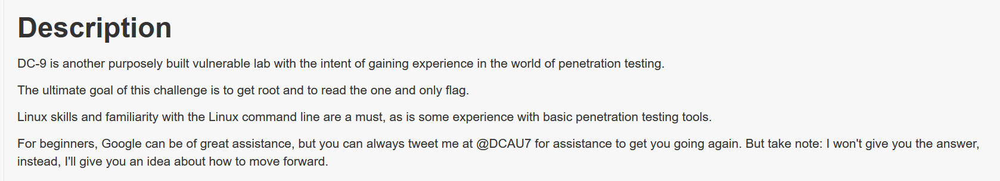 Description
DC-9 is another purposely built vulnerable lab with the intent of gaining experience in the world of penetration testing.
The ultimate goal of this challenge is to get root and to read the one and only flag.
Linux skills and familiarity with the Linux command line are a must, as is some experience with basic penetration testing tools.
For beginners, Google can be of great assistance, but you can always tweet me at @DCAU7 for assistance to get you going again. But take note: I won't give you the answer,
instead, I'll give you an idea about how to move forward.